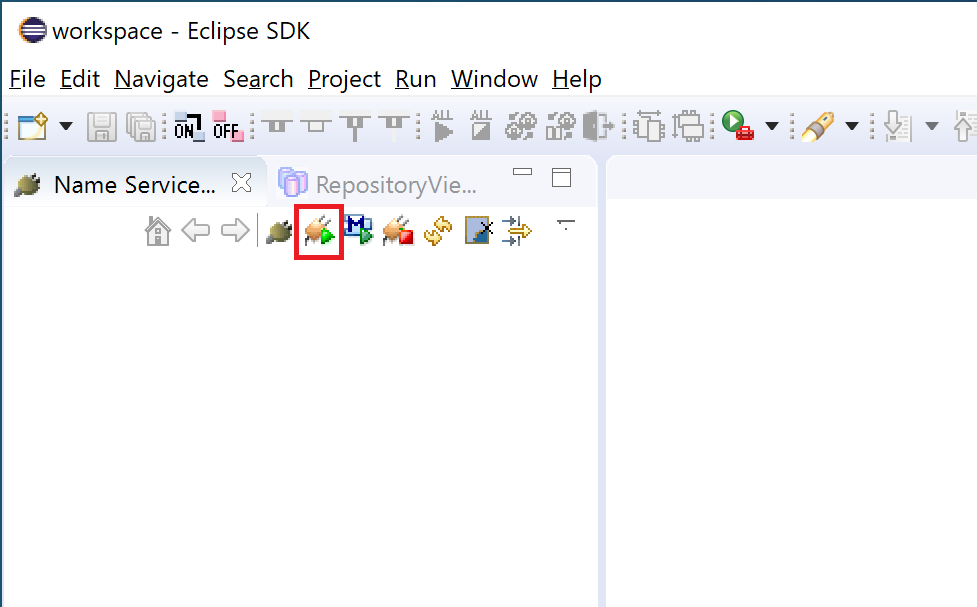 workspace - Eclipse SDK
File Edit Navigate Search Project Run Window Help
ON OFF
Name Service... RepositoryVie...
M